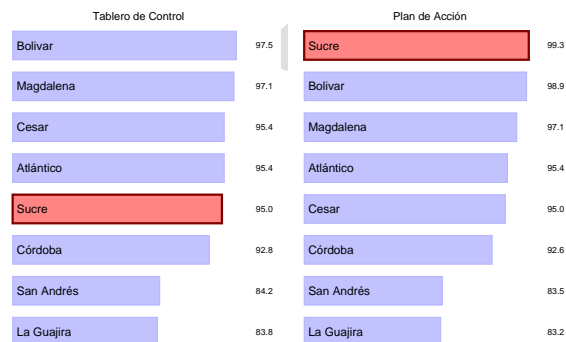 Tablero de Control
Bolivar 97.5
Magdalena 97.1
Cesar 95.4
Atlántico 95.4
Sucre 95.0
Córdoba 92.8
San Andrés 84.2
La Guajira 83.8
Plan de Acción
Sucre 99.3
Bolivar 98.9
Magdalena 97.1
Atlántico 95.4
Cesar 95.0
Córdoba 92.6
San Andrés 83.5
La Guajira 83.2